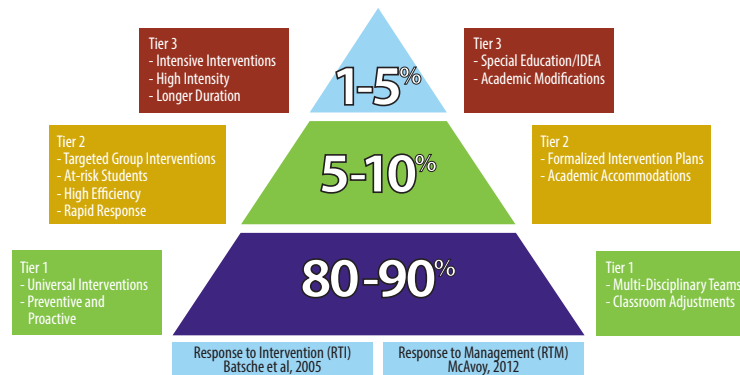 Tier 3
- Intensive Interventions
- High Intensity
- Longer Duration
1-5%
Tier 3
- Special Education/IDEA
- Academic Modifications
Tier 2
- Targeted Group Interventions
- At-risk Students
- High Efficiency
- Rapid Response
5-10%
Tier 2
- Formalized Intervention Plans
- Academic Accommodations
Tier 1
- Universal Interventions
- Preventive and
Proactive
80-90%
Tier 1
- Multi-Disciplinary Teams
- Classroom Adjustments
Response to Intervention (RTI)
Batsche et al, 2005
Response to Management (RTM)
McAvoy, 2012